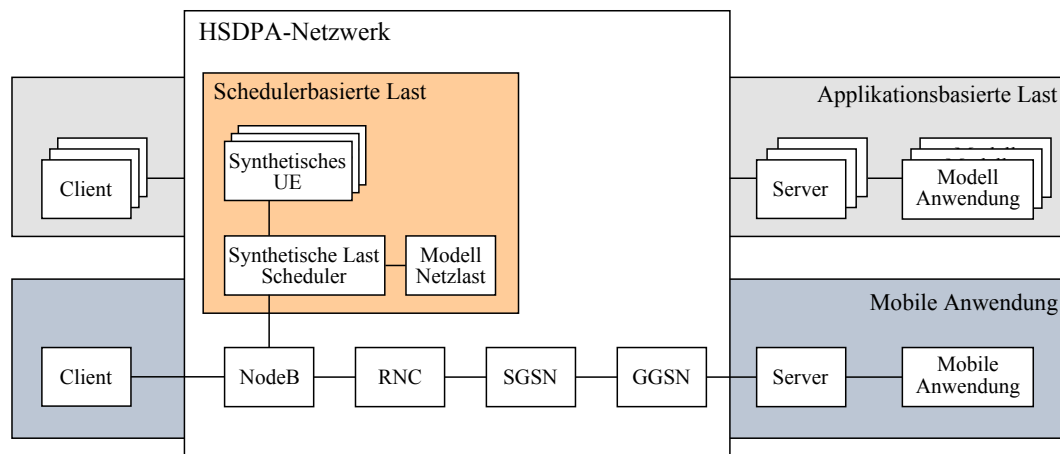 HSDPA-Netzwerk
Schedulerbasierte Last
Applikationsbasierte Last
Synthetisches
UE
Client
Server
Modell
Anwendung
Synthetische Last
Scheduler
Modell
Netzlast
Mobile Anwendung
Client
NodeB
RNC
SGSN
GGSN
Server
Mobile
Anwendung